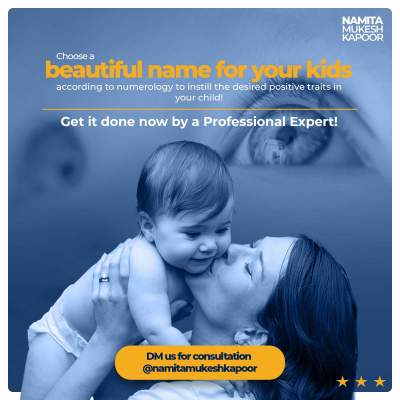 NAMITA
MUKESH
KAPOOR
Choose a
beautiful name for your kids
according to numerology to instill the desired positive traits in
your child!
Get it done now by a Professional Expert!
DM us for consultation
@namitamukeshkapoor